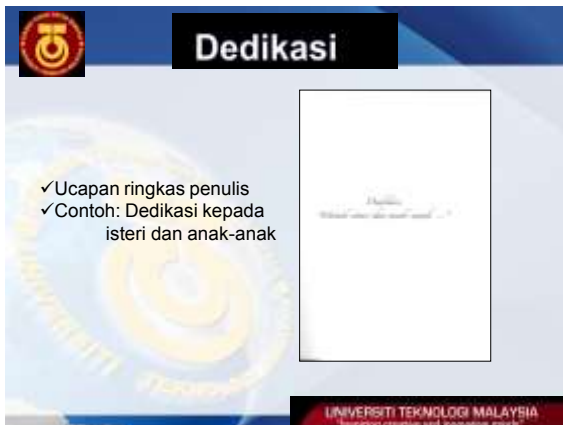 Dedikasi
✓Ucapan ringkas penulis
✓Contoh: Dedikasi kepada
isteri dan anak-anak
UNIVERSITI TEKNOLOGI MALAYSIA